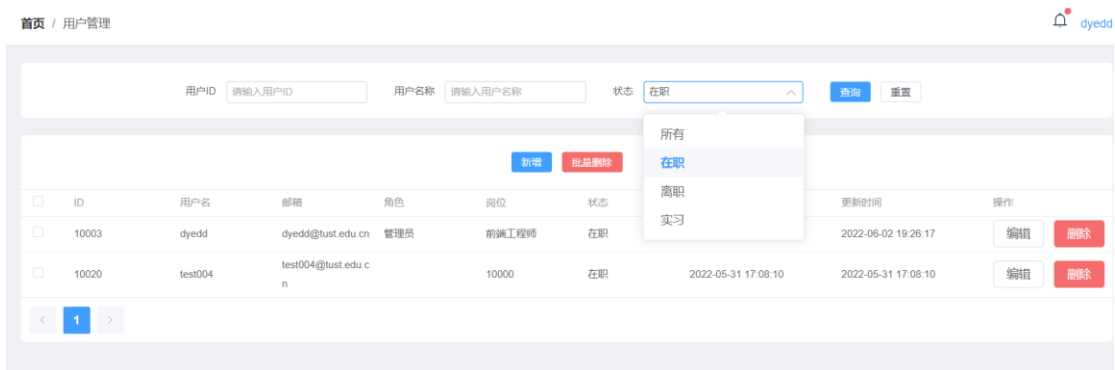 首页 / 用户管理
dyedd
用户ID 请输入用户ID 用户名称 请输入用户名称 状态 在职 查询 重置
所有
在职
离职
实习
新增 批量删除
ID 用户名 邮箱 角色 岗位 状态 更新时间 操作
10003 dyedd dyedd@tust.edu.cn 管理员 前端工程师 在职 2022-06-02 19:26:17 编辑 删除
10020 test004 test004@tust.edu.c
n 10000 在职 2022-05-31 17:08:10 2022-05-31 17:08:10 编辑 删除
< 1 >